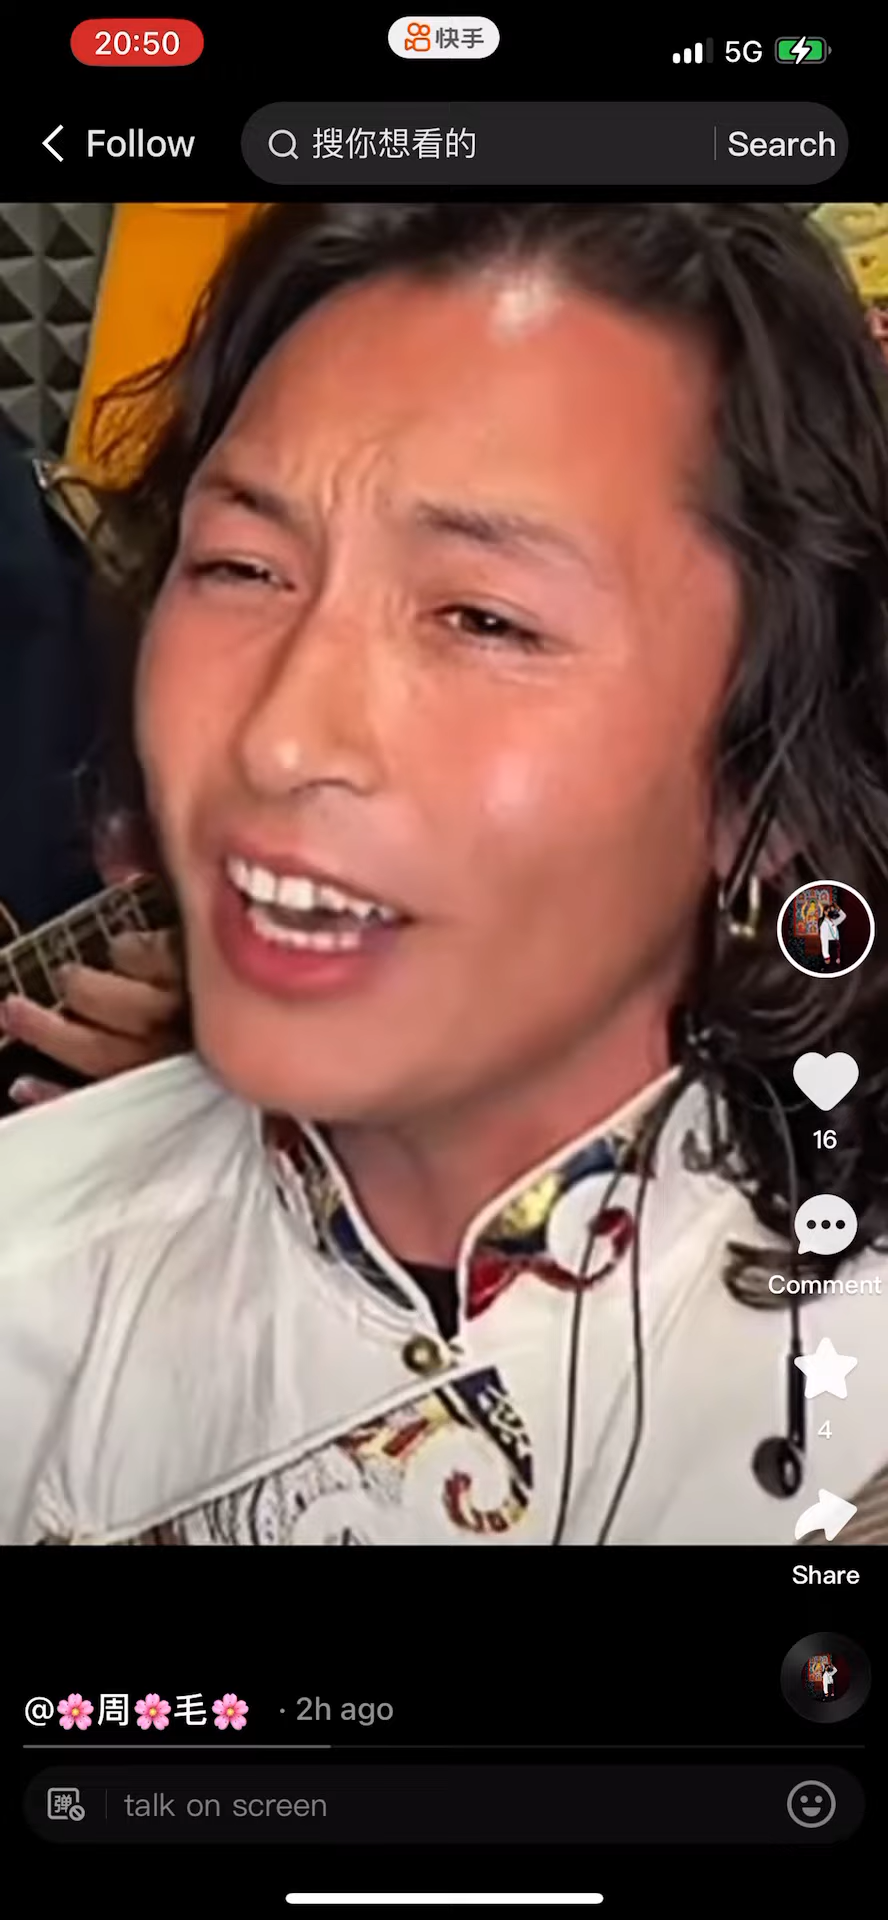 20:50
快手
5G
Follow
搜你想看的
Search
16
Comment
4
Share
@🌸周🌸毛🌸 · 2h ago
弹
talk on screen